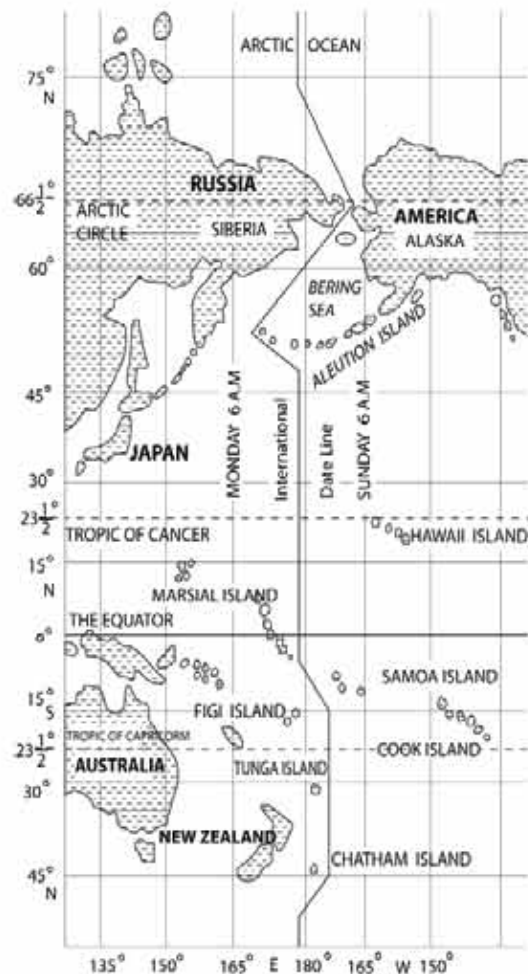 ARCTIC OCEAN
75°
N
RUSSIA
66 1/2°
ARCTIC
CIRCLE
SIBERIA
AMERICA
ALASKA
60°
BERING
SEA
ALEUTION ISLAND
45°
JAPAN
MONDAY 6 A.M
International
Date Line
SUNDAY 6 A.M
30°
23 1/2°
TROPIC OF CANCER
HAWAII ISLAND
15°
N
MARSIAL ISLAND
THE EQUATOR
0°
SAMOA ISLAND
15°
S
FIGI ISLAND
TROPIC OF CAPRICORM
23 1/2°
COOK ISLAND
AUSTRALIA
TUNGA ISLAND
30°
NEW ZEALAND
CHATHAM ISLAND
45°
N
135° 150° 165° E 180° 165° W 150°